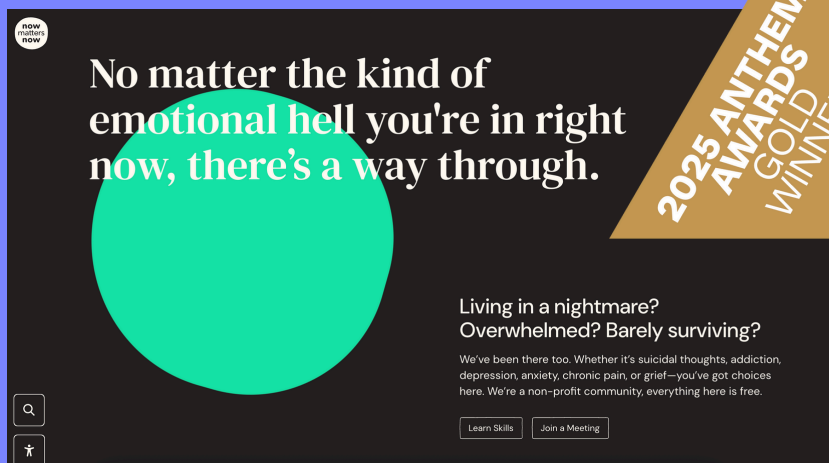 now
matters
now
No matter the kind of
emotional hell you're in right
now, there’s a way through.
2025 ANTHEM
AWARDS
GOLD
Living in a nightmare?
Overwhelmed? Barely surviving?
We’ve been there too. Whether it’s suicidal thoughts, addiction,
depression, anxiety, chronic pain, or grief—you’ve got choices
here. We’re a non-profit community, everything here is free.
Learn Skills
Join a Meeting